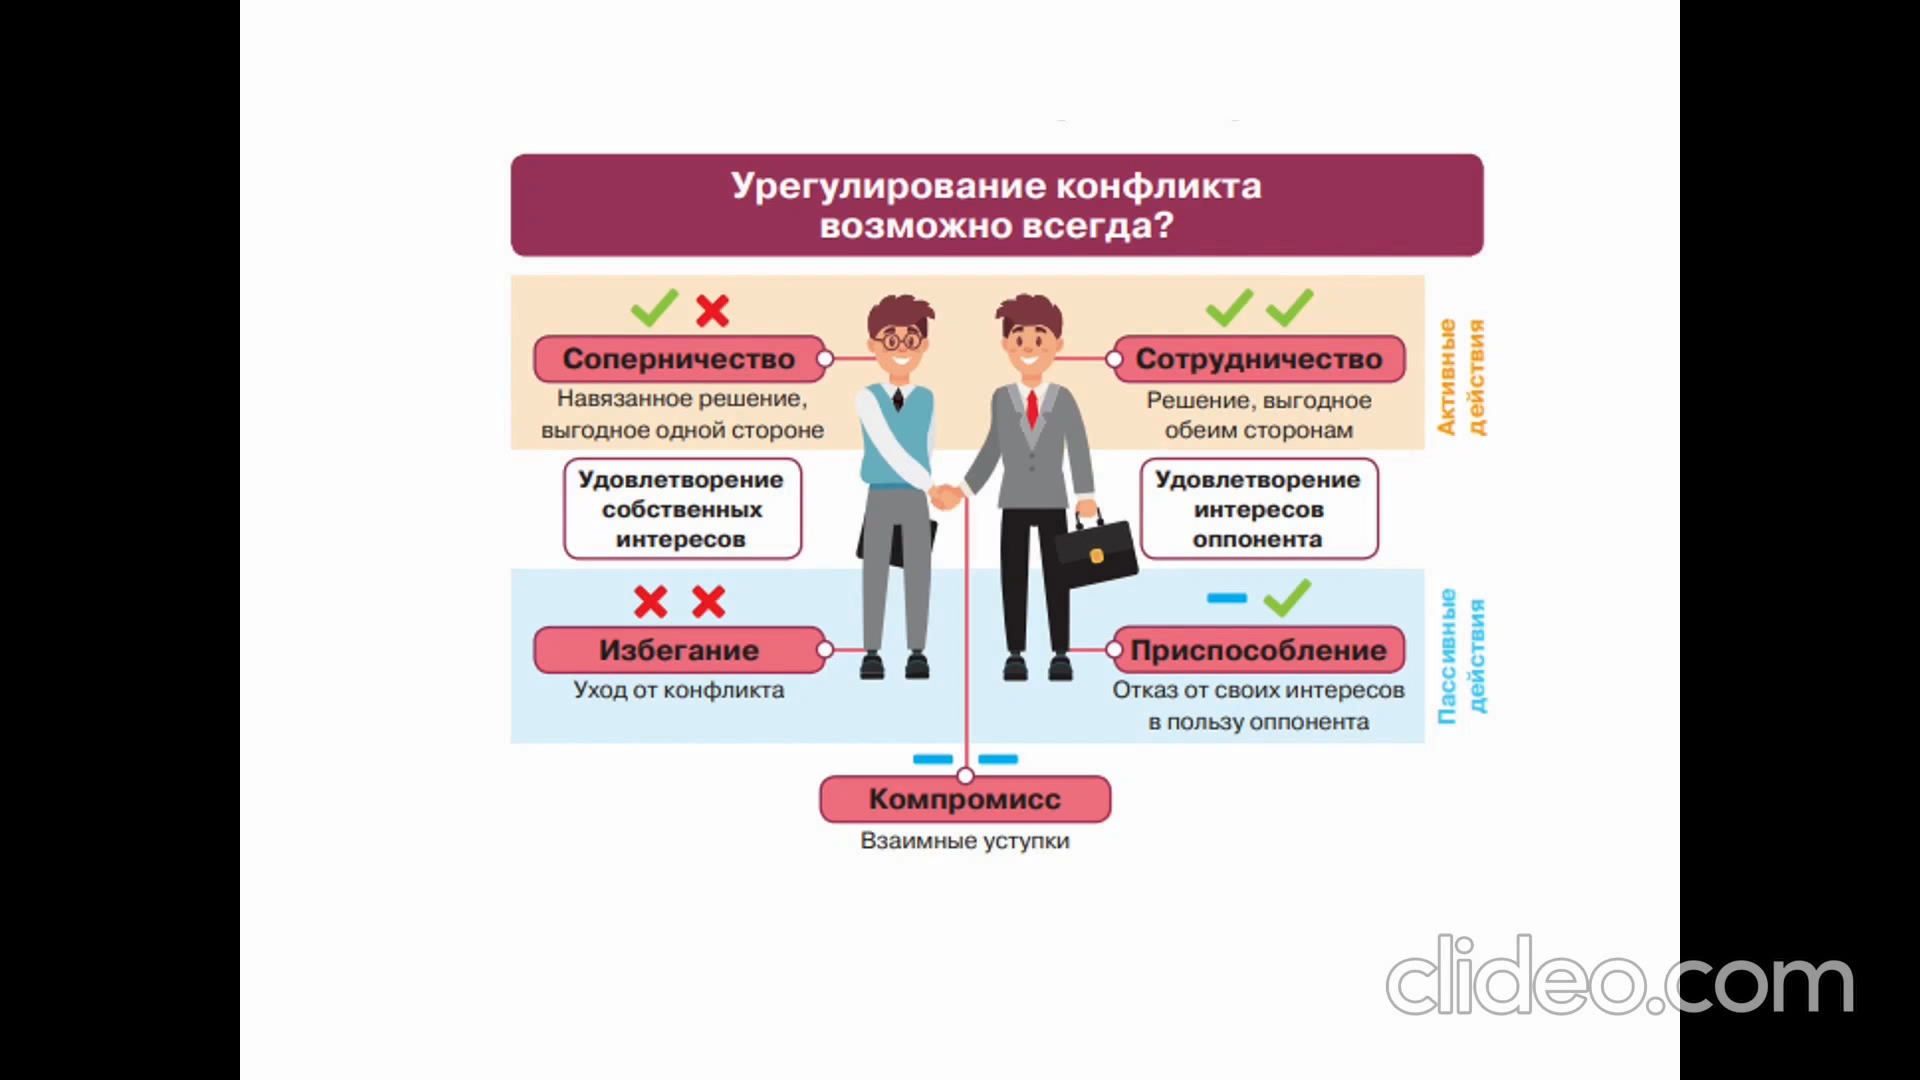 Урегулирование конфликта
возможно всегда?
Соперничество
Навязанное решение,
выгодное одной стороне
Сотрудничество
Решение, выгодное
обеим сторонам
Активные
действия
Удовлетворение
собственных
интересов
Удовлетворение
интересов
оппонента
Избегание
Уход от конфликта
Приспособление
Отказ от своих интересов
в пользу оппонента
Пассивные
действия
Компромисс
Взаимные уступки
clideo.com